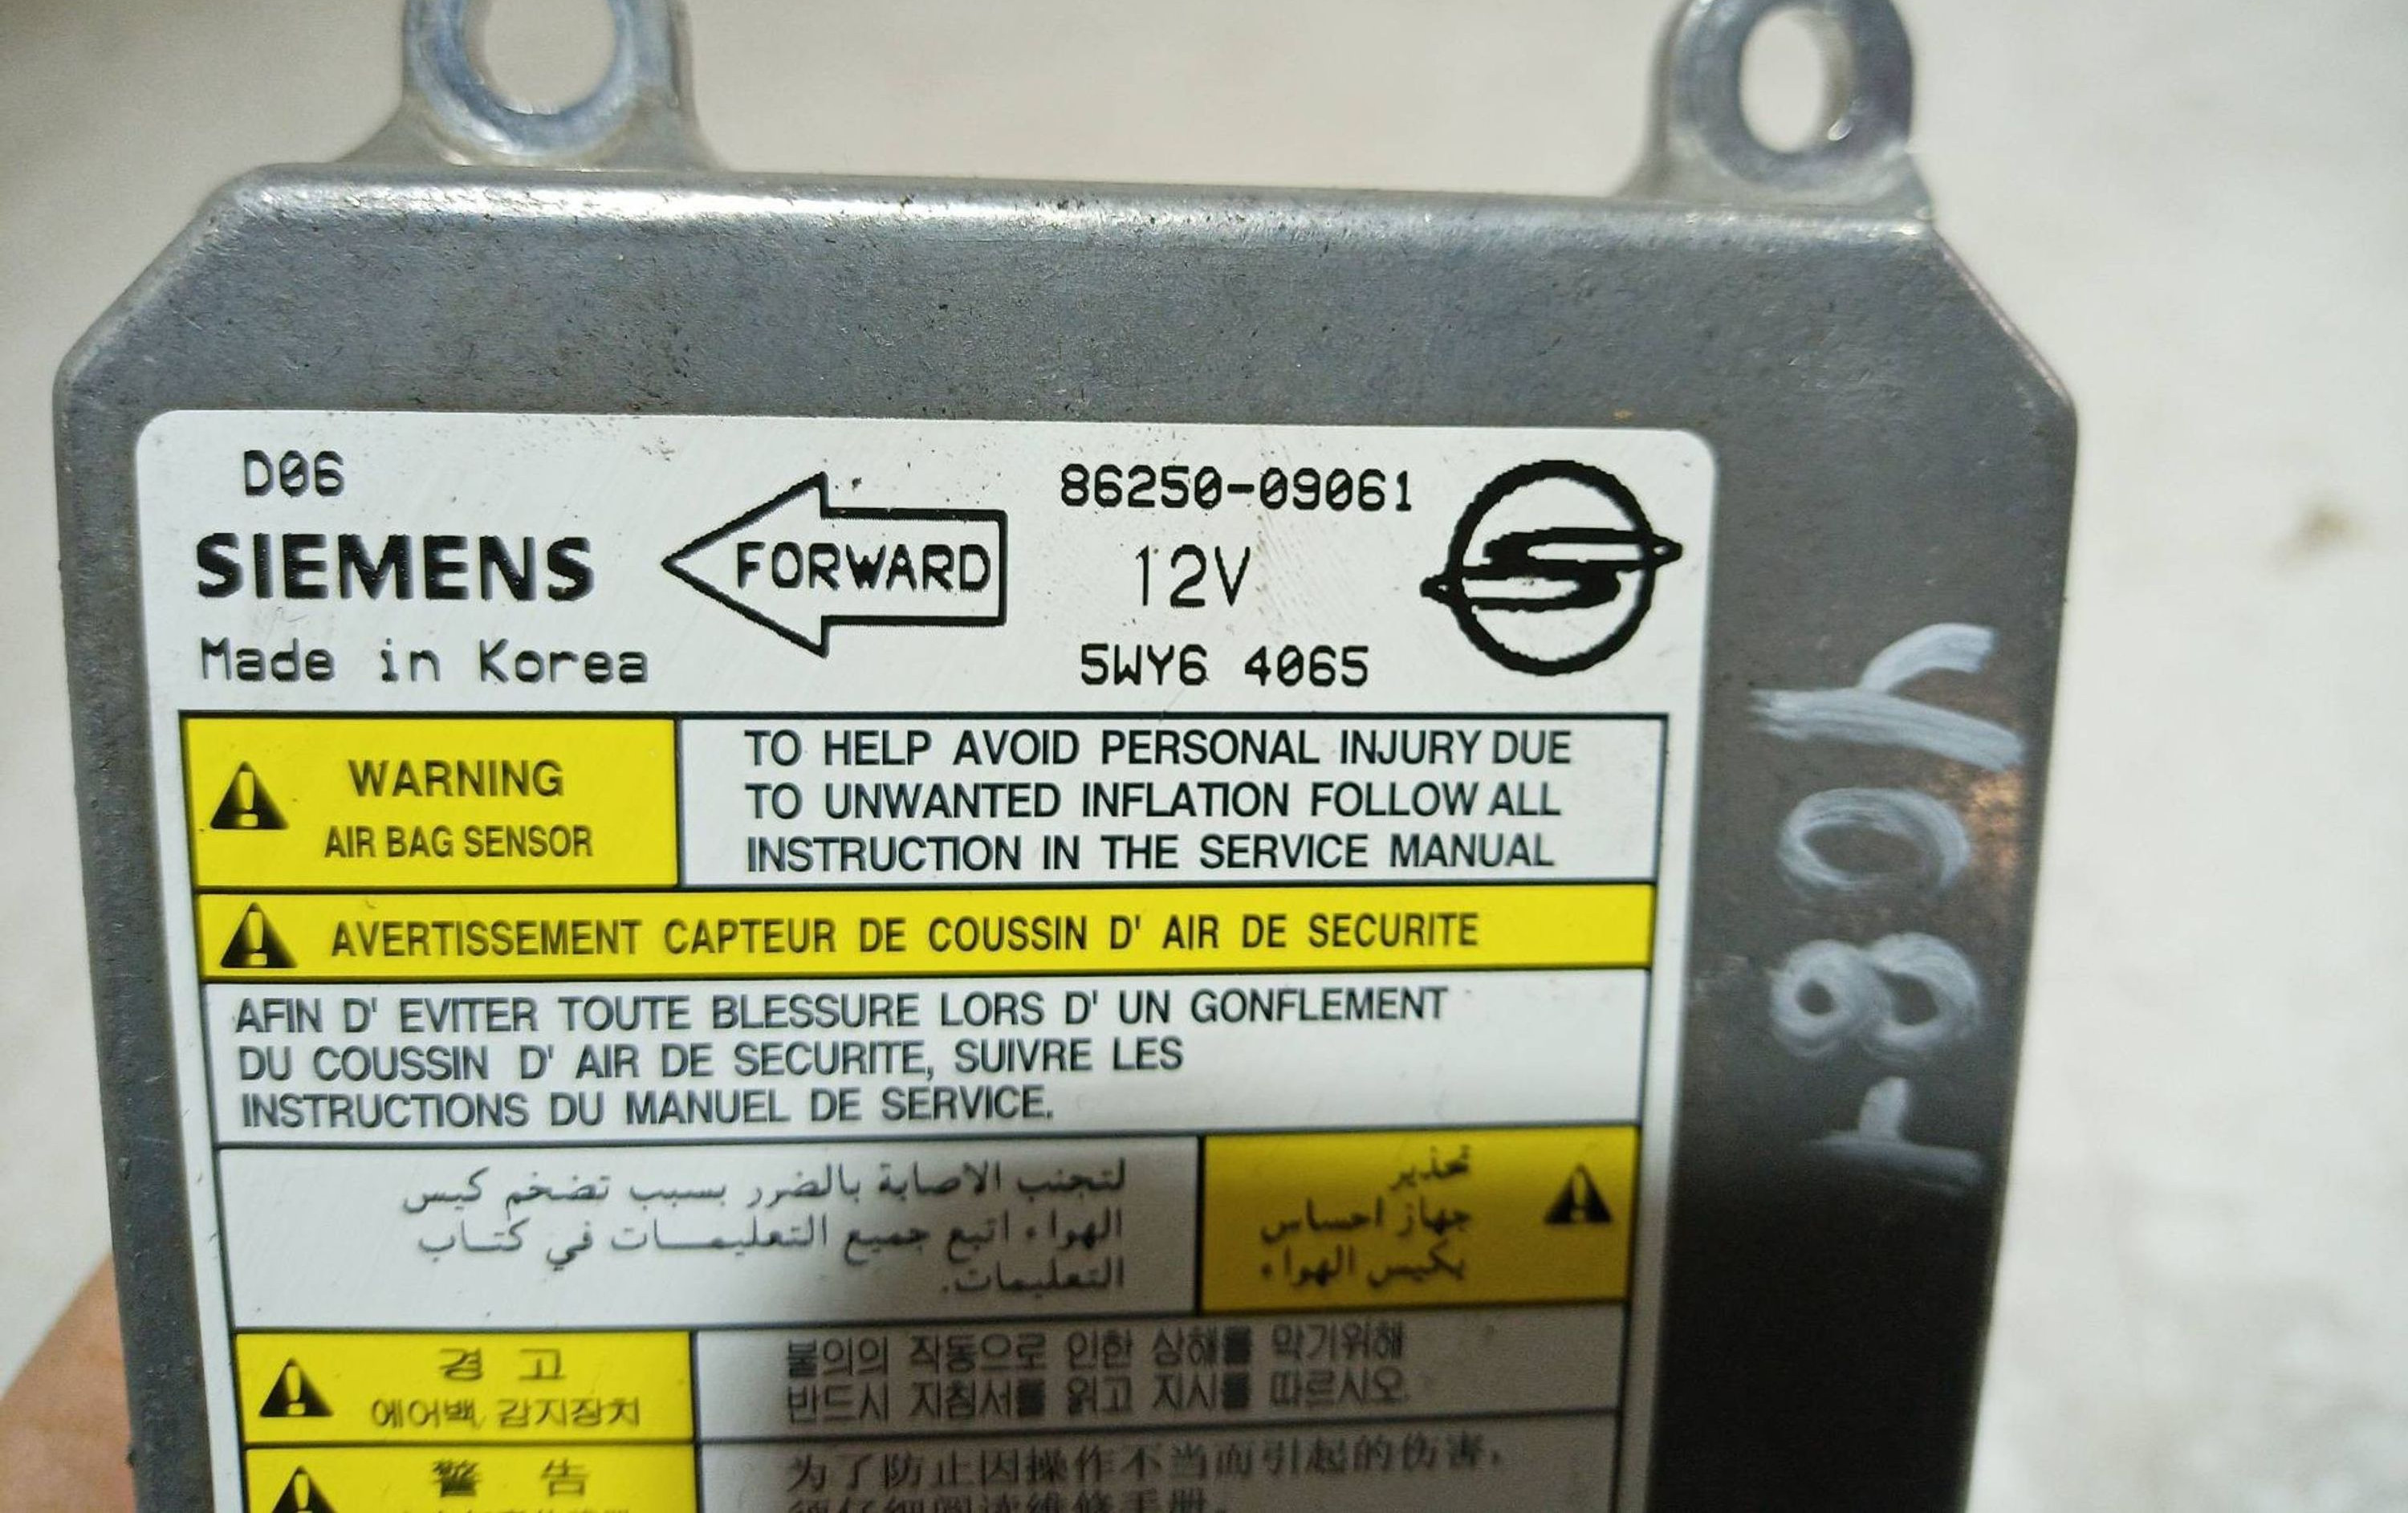 D06
SIEMENS
Made in Korea
FORWARD
86250-09061
12V
5WY6 4065
WARNING
AIR BAG SENSOR
TO HELP AVOID PERSONAL INJURY DUE
TO UNWANTED INFLATION FOLLOW ALL
INSTRUCTION IN THE SERVICE MANUAL
AVERTISSEMENT CAPTEUR DE COUSSIN D' AIR DE SECURITE
AFIN D' EVITER TOUTE BLESSURE LORS D' UN GONFLEMENT
DU COUSSIN D' AIR DE SECURITE, SUIVRE LES
INSTRUCTIONS DU MANUEL DE SERVICE.
تحذير
جهاز احساس
بكيس الهواء
لتجنب الاصابة بالضرر بسبب تضخم كيس
الهواء اتبع جميع التعليمـــات في كتــاب
التعليمات.
경 고
에어백 감지장치
불의의 작동으로 인한 상해를 막기위해
반드시 지침서를 읽고 지시를 따르시오.
警 告
为了防止因操作不当而引起的伤害,